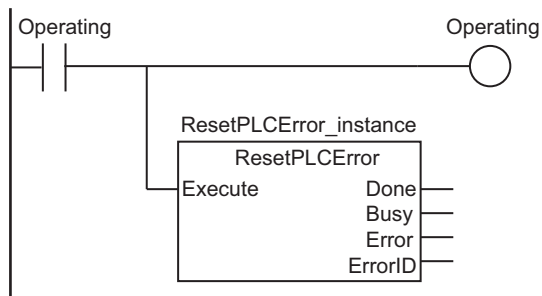 Operating Operating
ResetPLCError_instance
ResetPLCError
Execute Done
Busy
Error
ErrorID